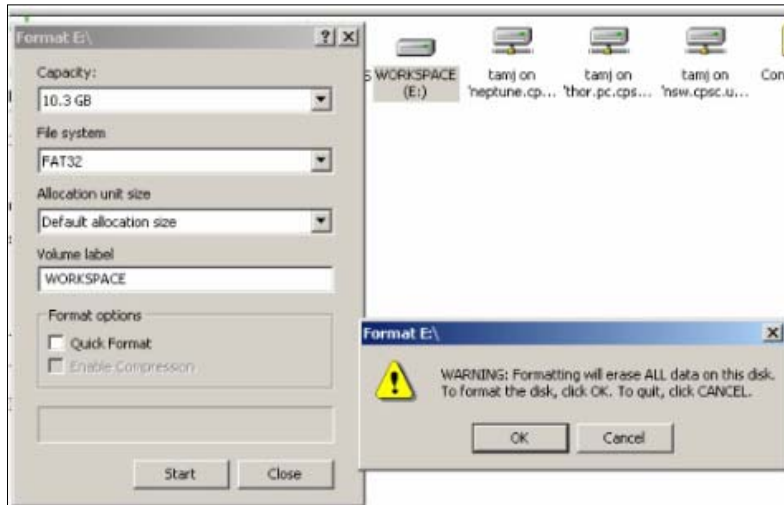 Format E:\
Capacity:
10.3 GB
File system
FAT32
Allocation unit size
Default allocation size
Volume label
WORKSPACE
Format options
Quick Format
Enable Compression
Start
Close
WORKSPACE
(E:)
tamj on
'neptune.cp...
tamj on
'thor.pc.cps...
tamj on
'nsw.cpsc.u...
Format E:\
WARNING: Formatting will erase ALL data on this disk.
To format the disk, click OK. To quit, click CANCEL.
OK
Cancel